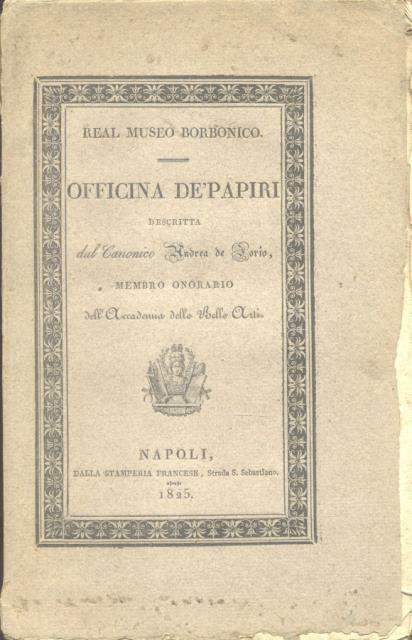 REAL MUSEO BORBONICO.
OFFICINA DE'PAPIRI
DESCRITTA
dal Canonico Andrea de Jorio,
MEMBRO ONORARIO
dell'Accademia delle Belle Arti.
NAPOLI,
DALLA STAMPERIA FRANCESE, Strada S. Sebastiano.
1825.